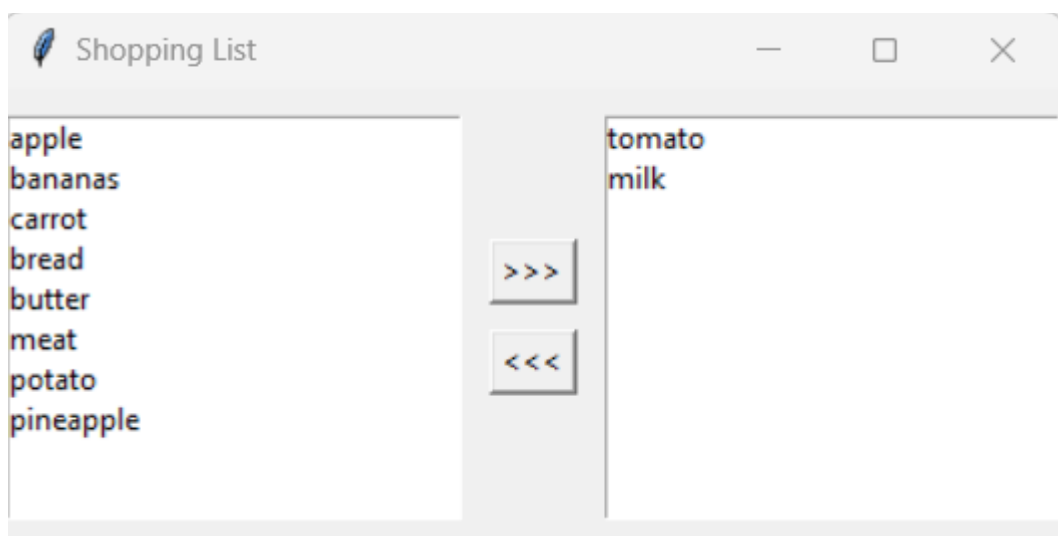 Shopping List
apple
bananas
carrot
bread
butter
meat
potato
pineapple
>>>
<<<
tomato
milk